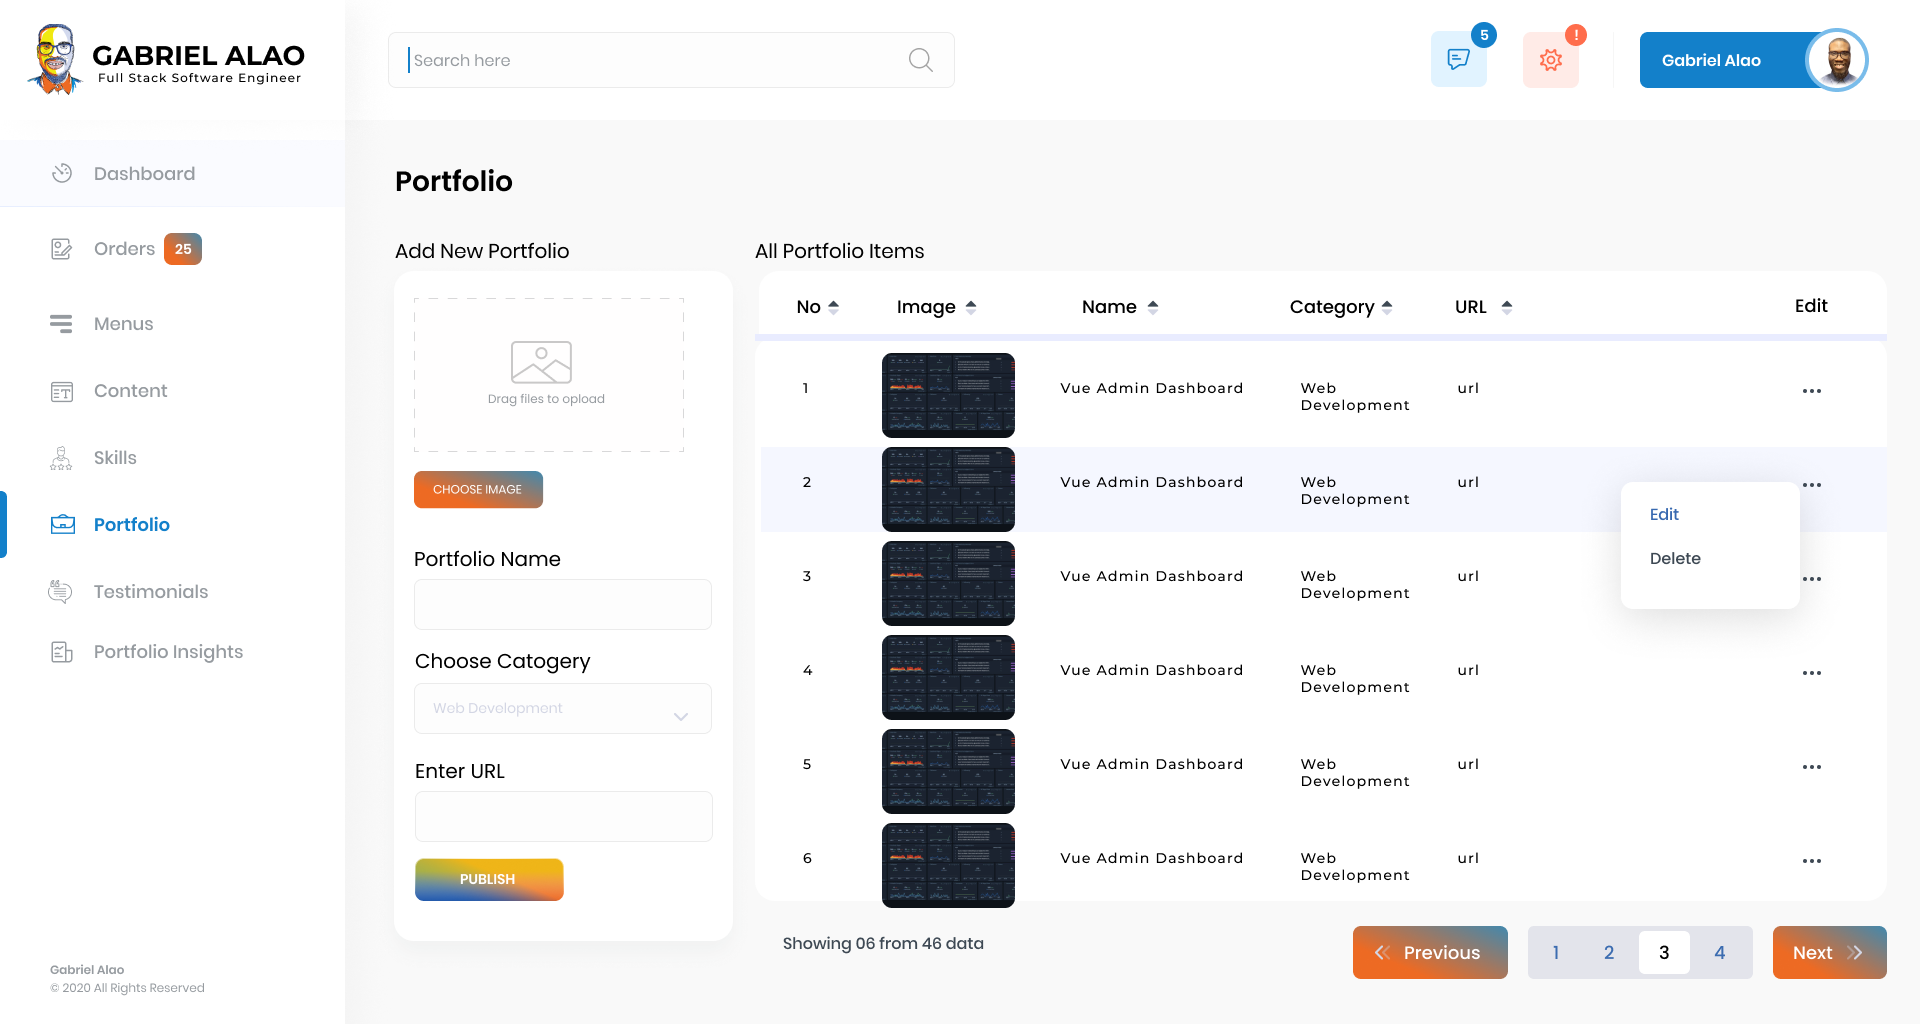 GABRIEL ALAO
Full Stack Software Engineer
Search here
5
!
Gabriel Alao
Dashboard
Orders 25
Menus
Content
Skills
Portfolio
Testimonials
Portfolio Insights
Gabriel Alao
© 2020 All Rights Reserved
Portfolio
Add New Portfolio
Drag files to upload
CHOOSE IMAGE
Portfolio Name
Choose Catogery
Web Development
Enter URL
PUBLISH
All Portfolio Items
No Image Name Category URL Edit
1 Vue Admin Dashboard Web url
Development
2 Vue Admin Dashboard Web url
Development
Edit
Delete
3 Vue Admin Dashboard Web url
Development
4 Vue Admin Dashboard Web url
Development
5 Vue Admin Dashboard Web url
Development
6 Vue Admin Dashboard Web url
Development
Showing 06 from 46 data
Previous 1 2 3 4 Next